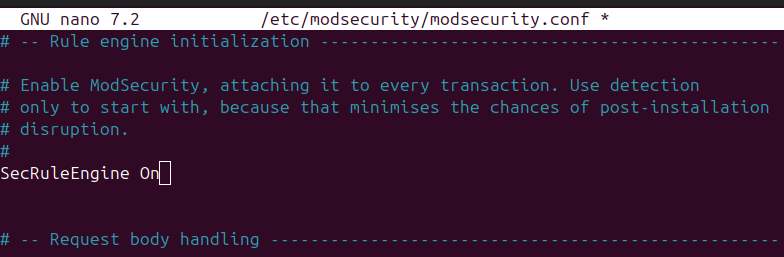 GNU nano 7.2 /etc/modsecurity/modsecurity.conf *
# -- Rule engine initialization ----------------------------------------------
# Enable ModSecurity, attaching it to every transaction. Use detection
# only to start with, because that minimises the chances of post-installation
# disruption.
#
SecRuleEngine On
# -- Request body handling ---------------------------------------------------